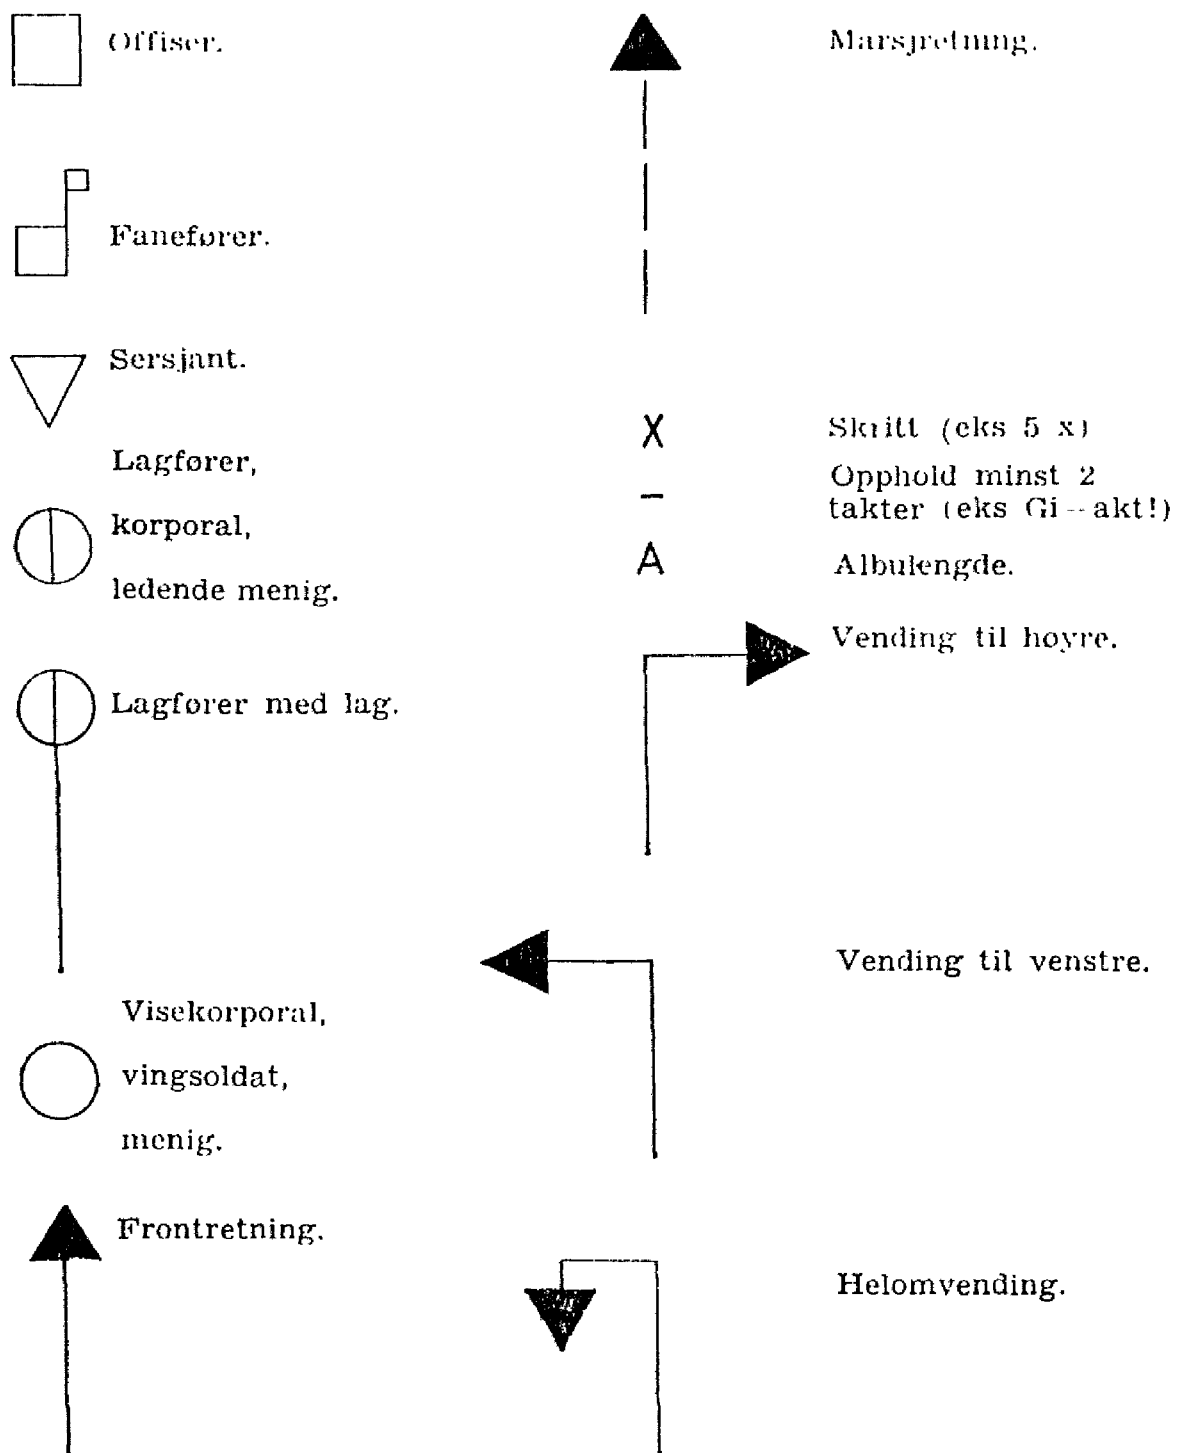 Offiser.
Fanefører.
Sersjant.
Lagfører,
korporal,
ledende menig.
Lagfører med lag.
Visekorporal,
vingsoldat,
menig.
Frontretning.
Marsjretning.
X
Skritt (eks 5 x)
–
Opphold minst 2
takter (eks Gi--akt!)
A
Albulengde.
Vending til høyre.
Vending til venstre.
Helomvending.